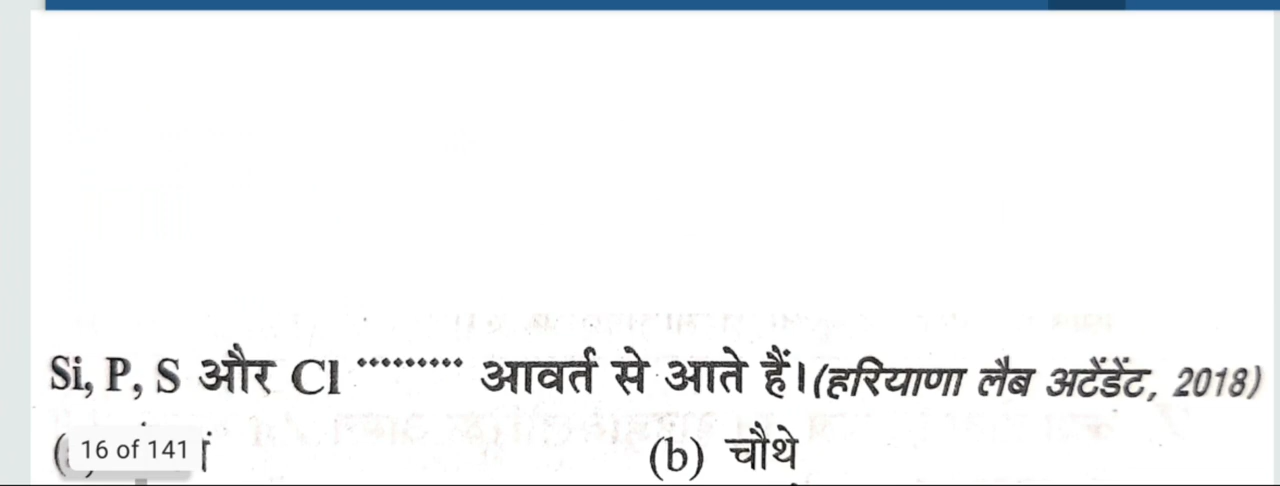 Si, P, S और Cl ········· आवर्त से आते हैं। (हरियाणा लैब अटेंडेंट, 2018)
16 of 141 (b) चौथे